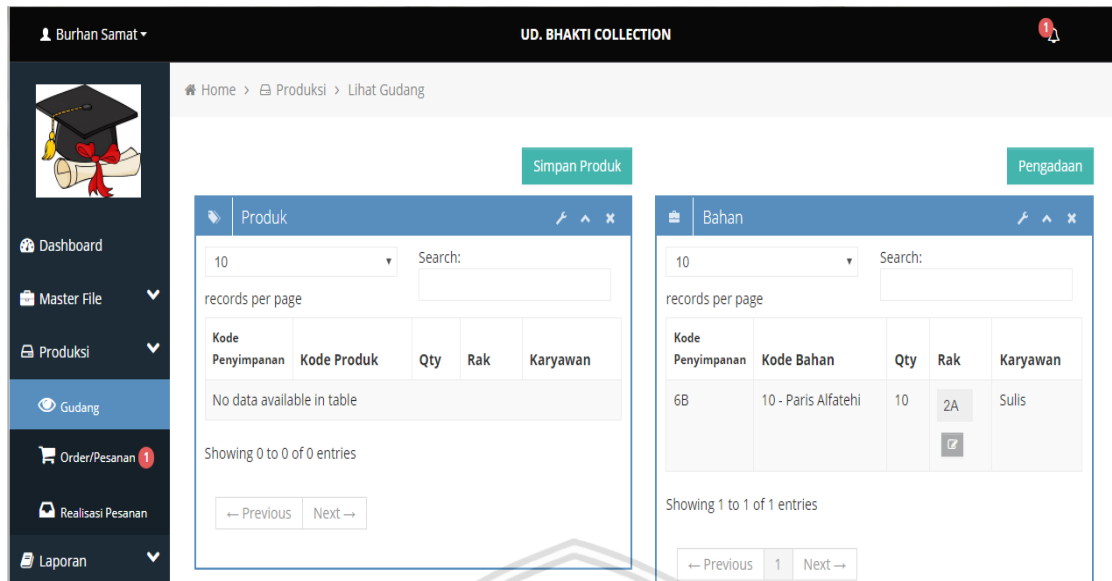 Burhan Samat
UD. BHAKTI COLLECTION
1
Home > Produksi > Lihat Gudang
Dashboard
Master File
Produksi
Gudang
Order/Pesanan 1
Realisasi Pesanan
Laporan
Simpan Produk
Produk
10
Search:
records per page
Kode Penyimpanan Kode Produk Qty Rak Karyawan
No data available in table
Showing 0 to 0 of 0 entries
← Previous Next →
Pengadaan
Bahan
10
Search:
records per page
Kode Penyimpanan Kode Bahan Qty Rak Karyawan
6B 10 - Paris Alfatehi 10 2A Sulis
Showing 1 to 1 of 1 entries
← Previous 1 Next →